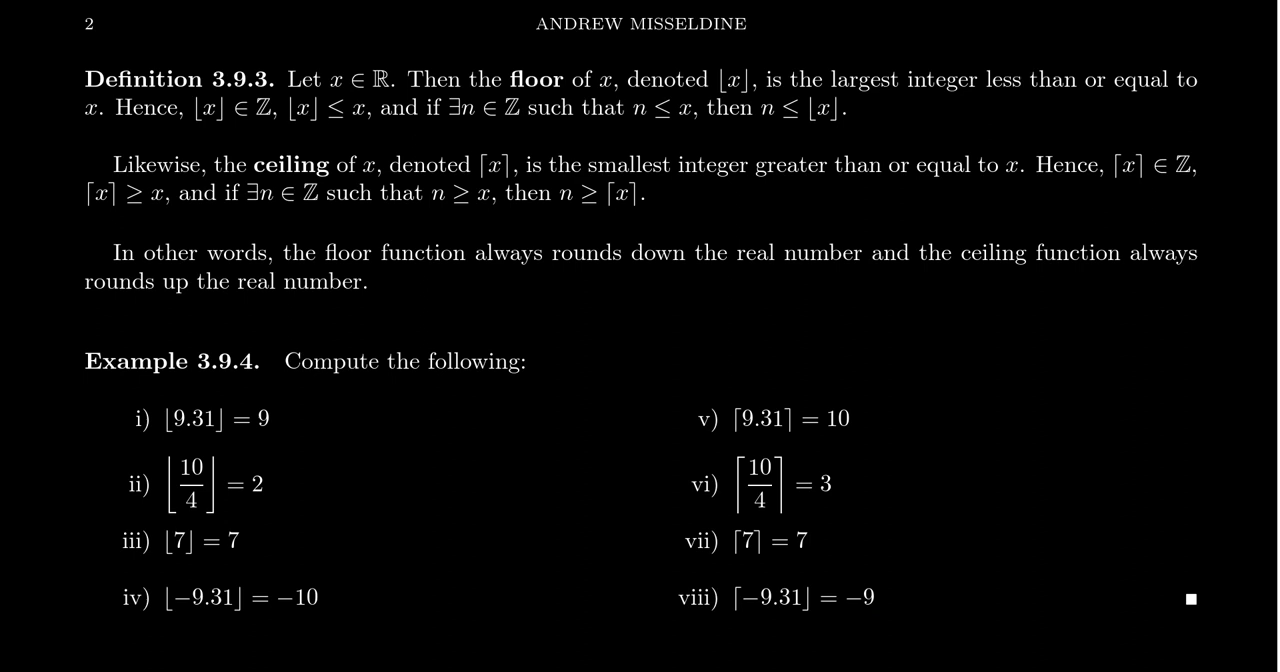 2
ANDREW MISSELDINE
Definition 3.9.3. Let x ∈ ℝ. Then the floor of x, denoted ⌊x⌋, is the largest integer less than or equal to
x. Hence, ⌊x⌋ ∈ ℤ, ⌊x⌋ ≤ x, and if ∃n ∈ ℤ such that n ≤ x, then n ≤ ⌊x⌋.
Likewise, the ceiling of x, denoted ⌈x⌉, is the smallest integer greater than or equal to x. Hence, ⌈x⌉ ∈ ℤ,
⌈x⌉ ≥ x, and if ∃n ∈ ℤ such that n ≥ x, then n ≥ ⌈x⌉.
In other words, the floor function always rounds down the real number and the ceiling function always
rounds up the real number.
Example 3.9.4. Compute the following:
i) ⌊9.31⌋ = 9
ii) ⌊10/4⌋ = 2
iii) ⌊7⌋ = 7
iv) ⌊−9.31⌋ = −10
v) ⌈9.31⌉ = 10
vi) ⌈10/4⌉ = 3
vii) ⌈7⌉ = 7
viii) ⌈−9.31⌋ = −9